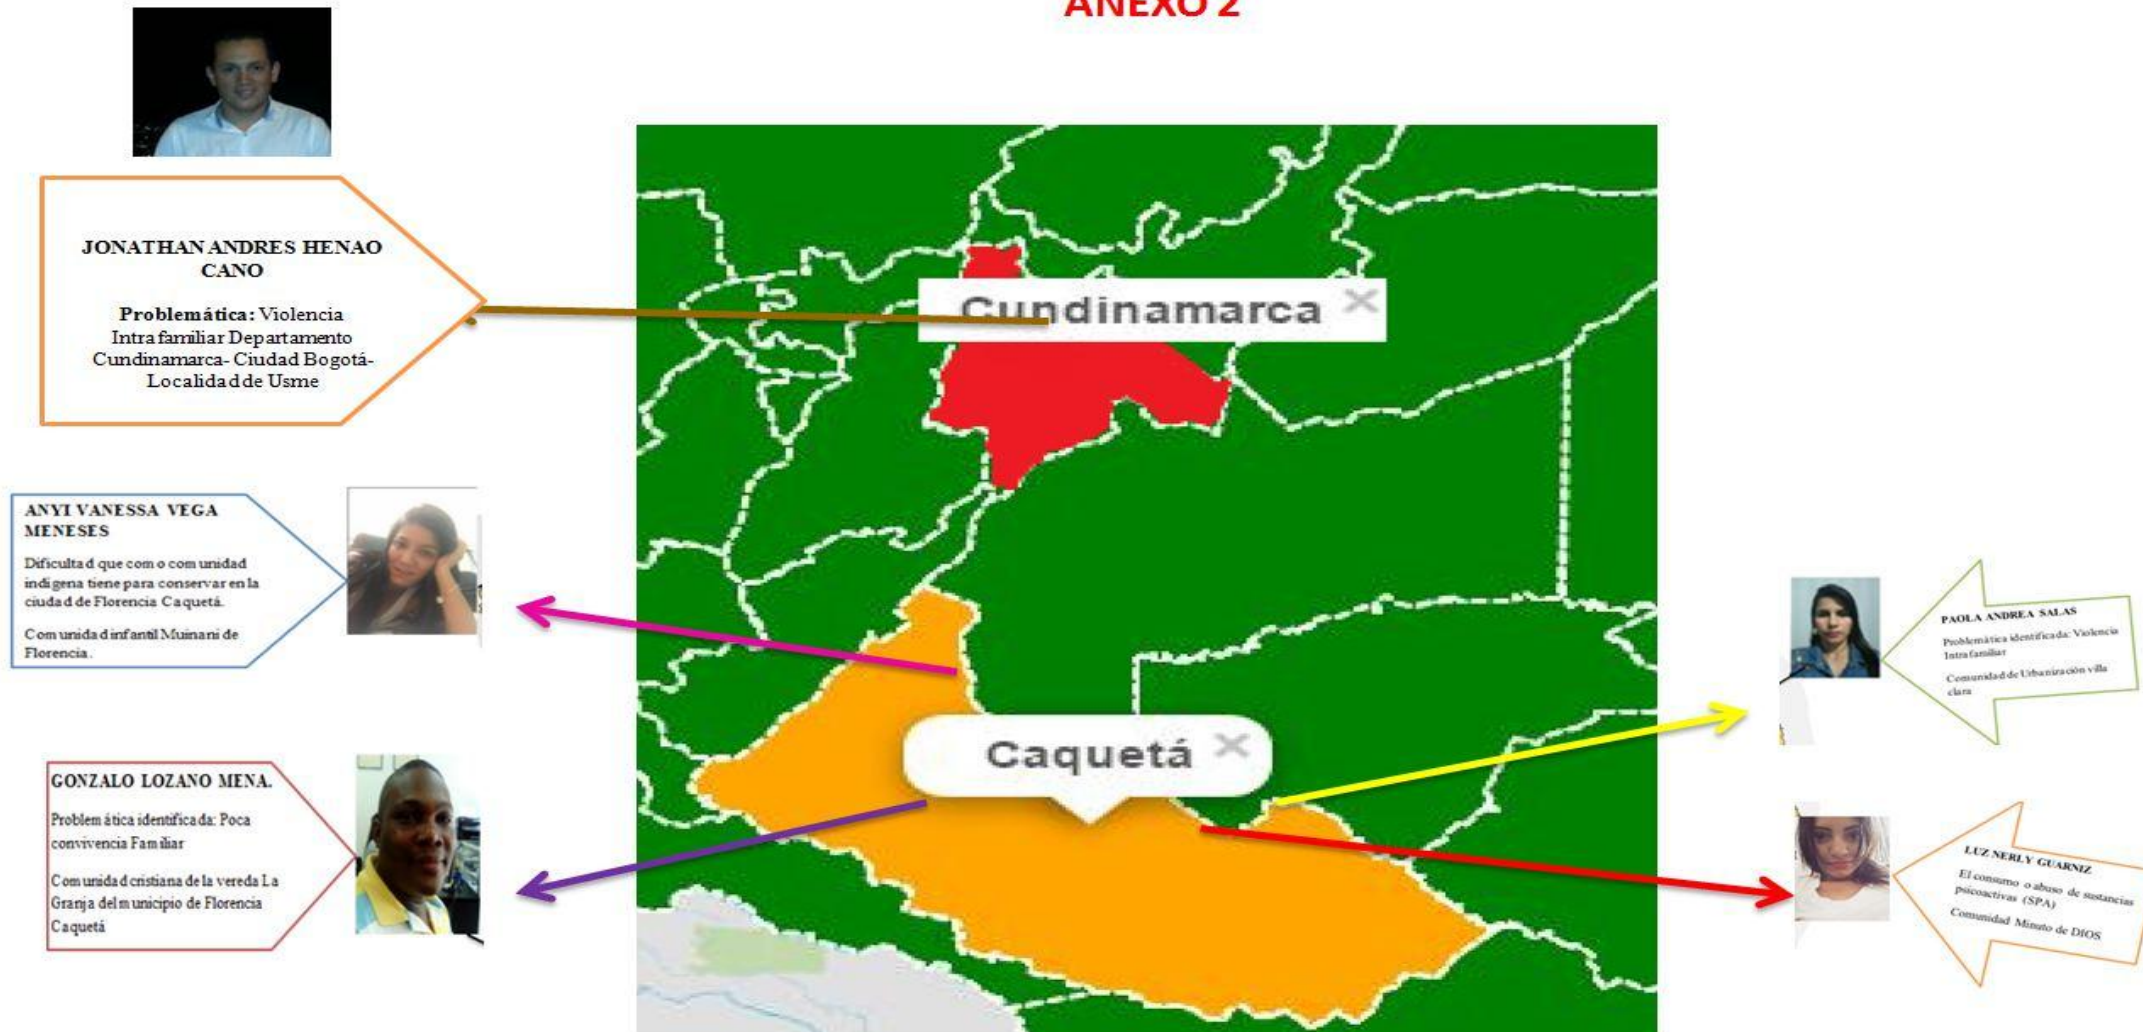 ANEXO 2
JONATHAN ANDRES HENAO
CANO
Problemática: Violencia
Intrafamiliar Departamento
Cundinamarca- Ciudad Bogotá-
Localidad de Usme
ANYI VANESSA VEGA
MENESES
Dificultad que como comunidad
indígena tiene para conservar en la
ciudad de Florencia Caquetá.
Comunidad infantil Muinani de
Florencia.
GONZALO LOZANO MENA.
Problemática identificada: Poca
convivencia Familiar
Comunidad cristiana de la vereda La
Granja del municipio de Florencia
Caquetá
Cundinamarca ×
Caquetá ×
PAOLA ANDREA SALAS
Problemática identificada: Violencia
Intrafamiliar
Comunidad de Urbanización villa
clara
LUZ NERLY GUARNIZ
El consumo o abuso de sustancias
psicoactivas (SPA)
Comunidad Minuto de DIOS